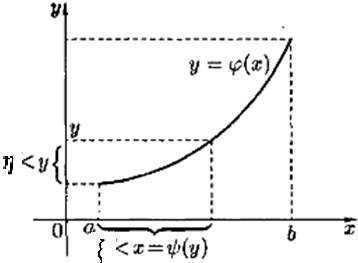 y
y = φ(x)
y
η < y {
0 a b x
{ < x = ψ(y)